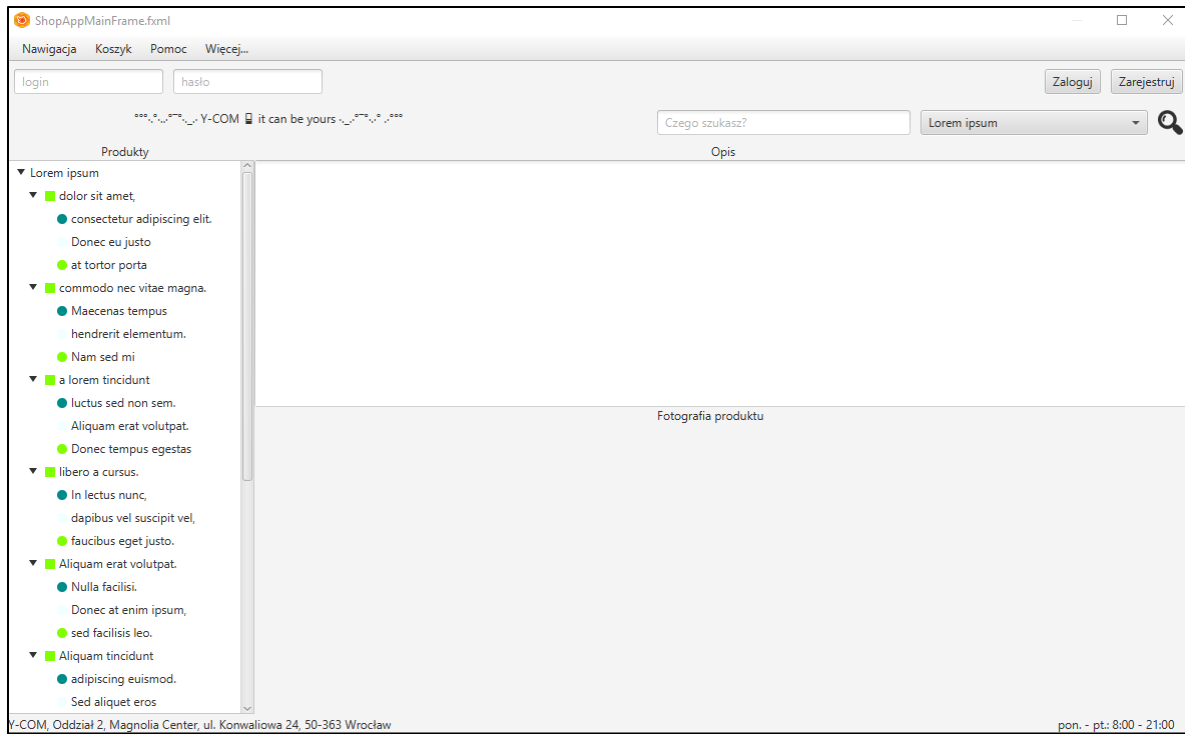 ShopAppMainFrame.fxml
Nawigacja Koszyk Pomoc Więcej...
login hasło Zaloguj Zarejestruj
Y-COM it can be yours Czego szukasz? Lorem ipsum
Produkty Opis
Lorem ipsum
dolor sit amet,
consectetur adipiscing elit.
Donec eu justo
at tortor porta
commodo nec vitae magna.
Maecenas tempus
hendrerit elementum.
Nam sed mi
a lorem tincidunt
luctus sed non sem.
Aliquam erat volutpat.
Donec tempus egestas
libero a cursus.
In lectus nunc,
dapibus vel suscipit vel,
faucibus eget justo.
Aliquam erat volutpat.
Nulla facilisi.
Donec at enim ipsum,
sed facilisis leo.
Aliquam tincidunt
adipiscing euismod.
Sed aliquet eros
Fotografia produktu
Y-COM, Oddział 2, Magnolia Center, ul. Konwaliowa 24, 50-363 Wrocław pon. - pt.: 8:00 - 21:00